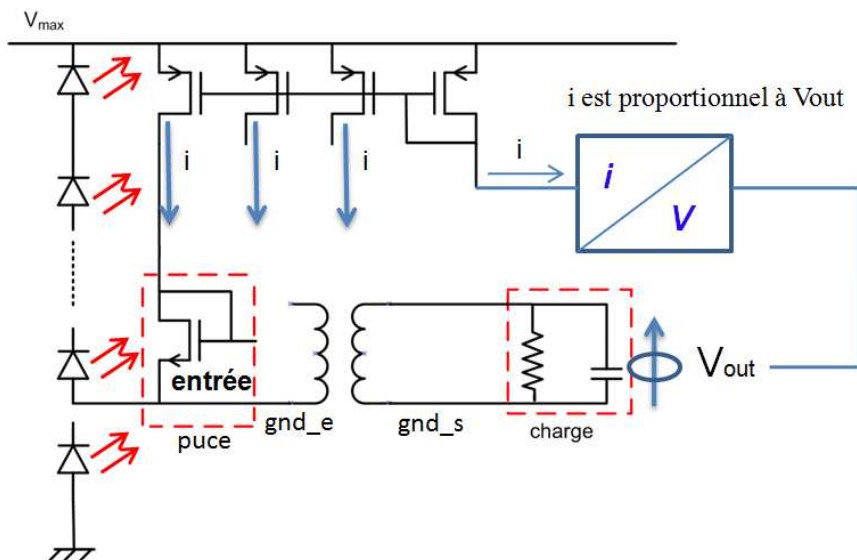 Vmax
i est proportionnel à Vout
i
i
i
i
i
V
entrée
puce
gnd_e
gnd_s
charge
Vout